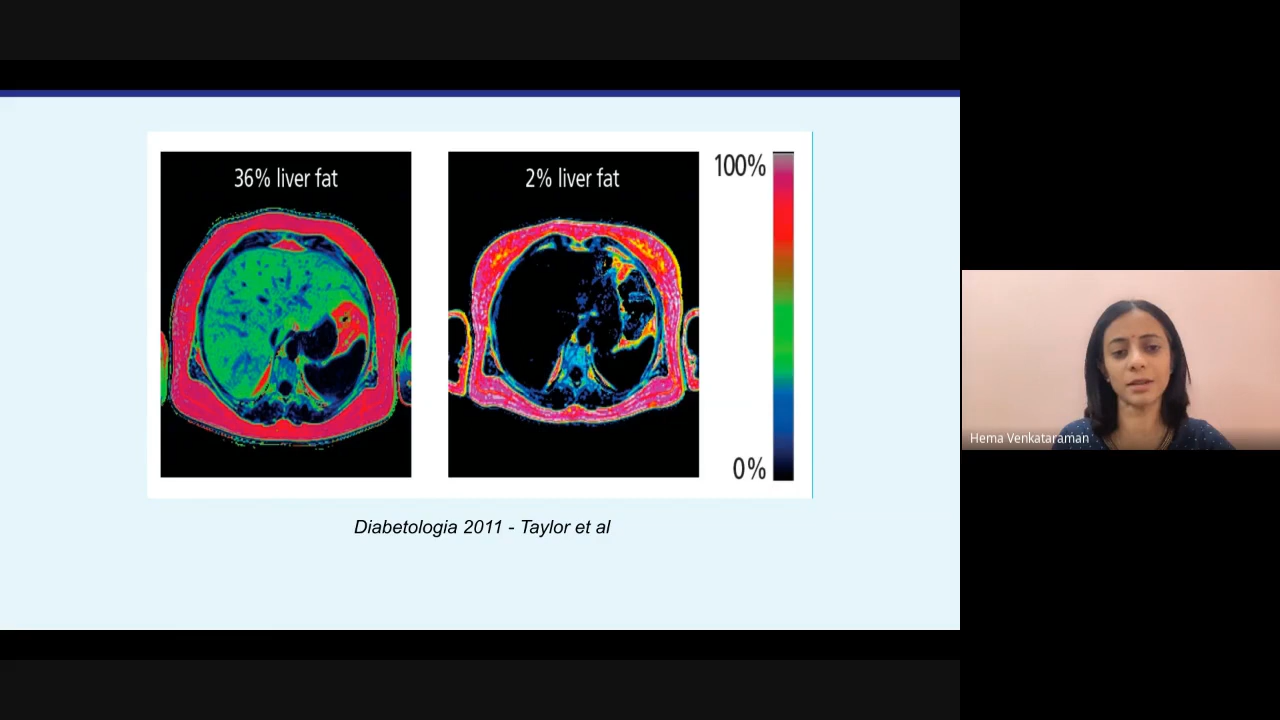 36% liver fat
2% liver fat
100%
0%
Diabetologia 2011 - Taylor et al
Hema Venkataraman